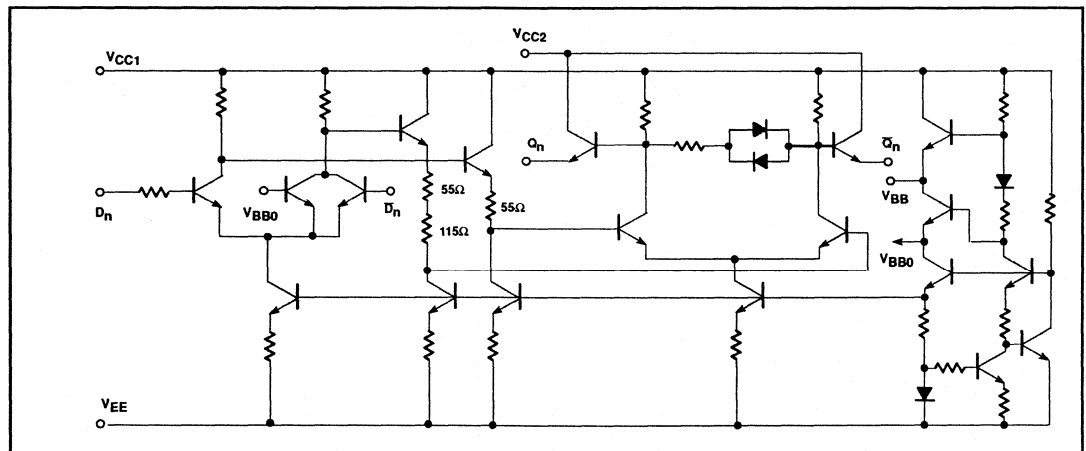 VCC2
VCC1
Qn
Q̅n
Dn
VBB0
D̅n
55Ω
55Ω
115Ω
VBB
VBB0
VEE